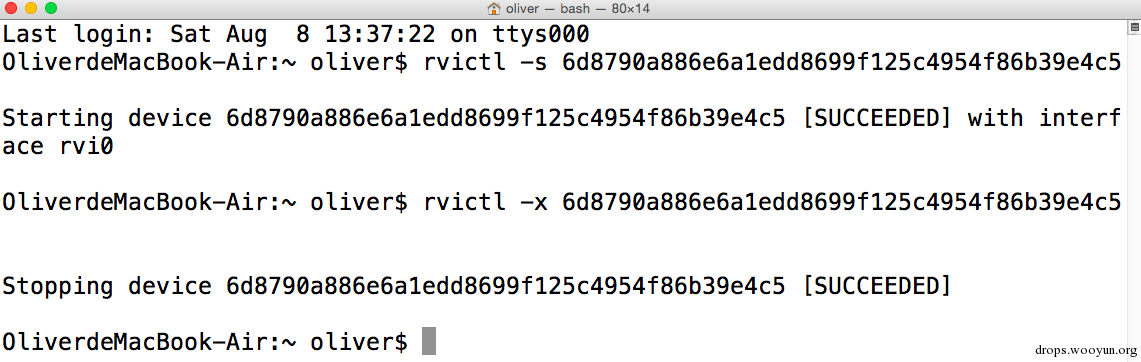 oliver — bash — 80×14
Last login: Sat Aug  8 13:37:22 on ttys000
OliverdeMacBook-Air:~ oliver$ rvictl -s 6d8790a886e6a1edd8699f125c4954f86b39e4c5

Starting device 6d8790a886e6a1edd8699f125c4954f86b39e4c5 [SUCCEEDED] with interf
ace rvi0

OliverdeMacBook-Air:~ oliver$ rvictl -x 6d8790a886e6a1edd8699f125c4954f86b39e4c5

Stopping device 6d8790a886e6a1edd8699f125c4954f86b39e4c5 [SUCCEEDED]

OliverdeMacBook-Air:~ oliver$
drops.wooyun.org